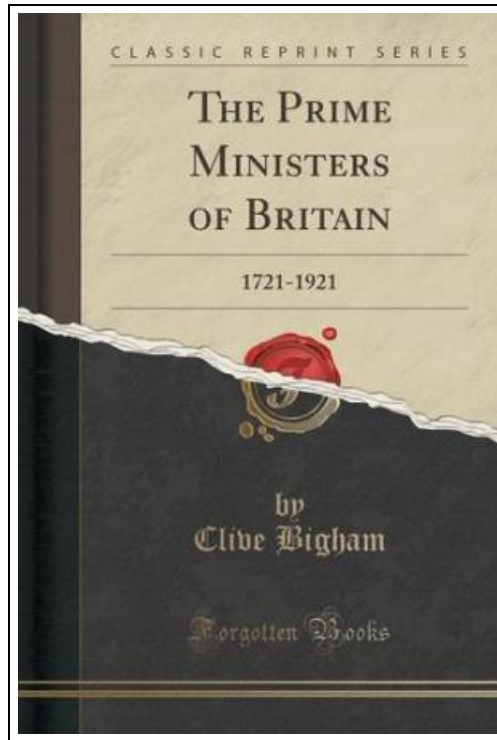 CLASSIC REPRINT SERIES
THE PRIME
MINISTERS
OF BRITAIN
1721-1921
by
Clive Bigham
Forgotten Books